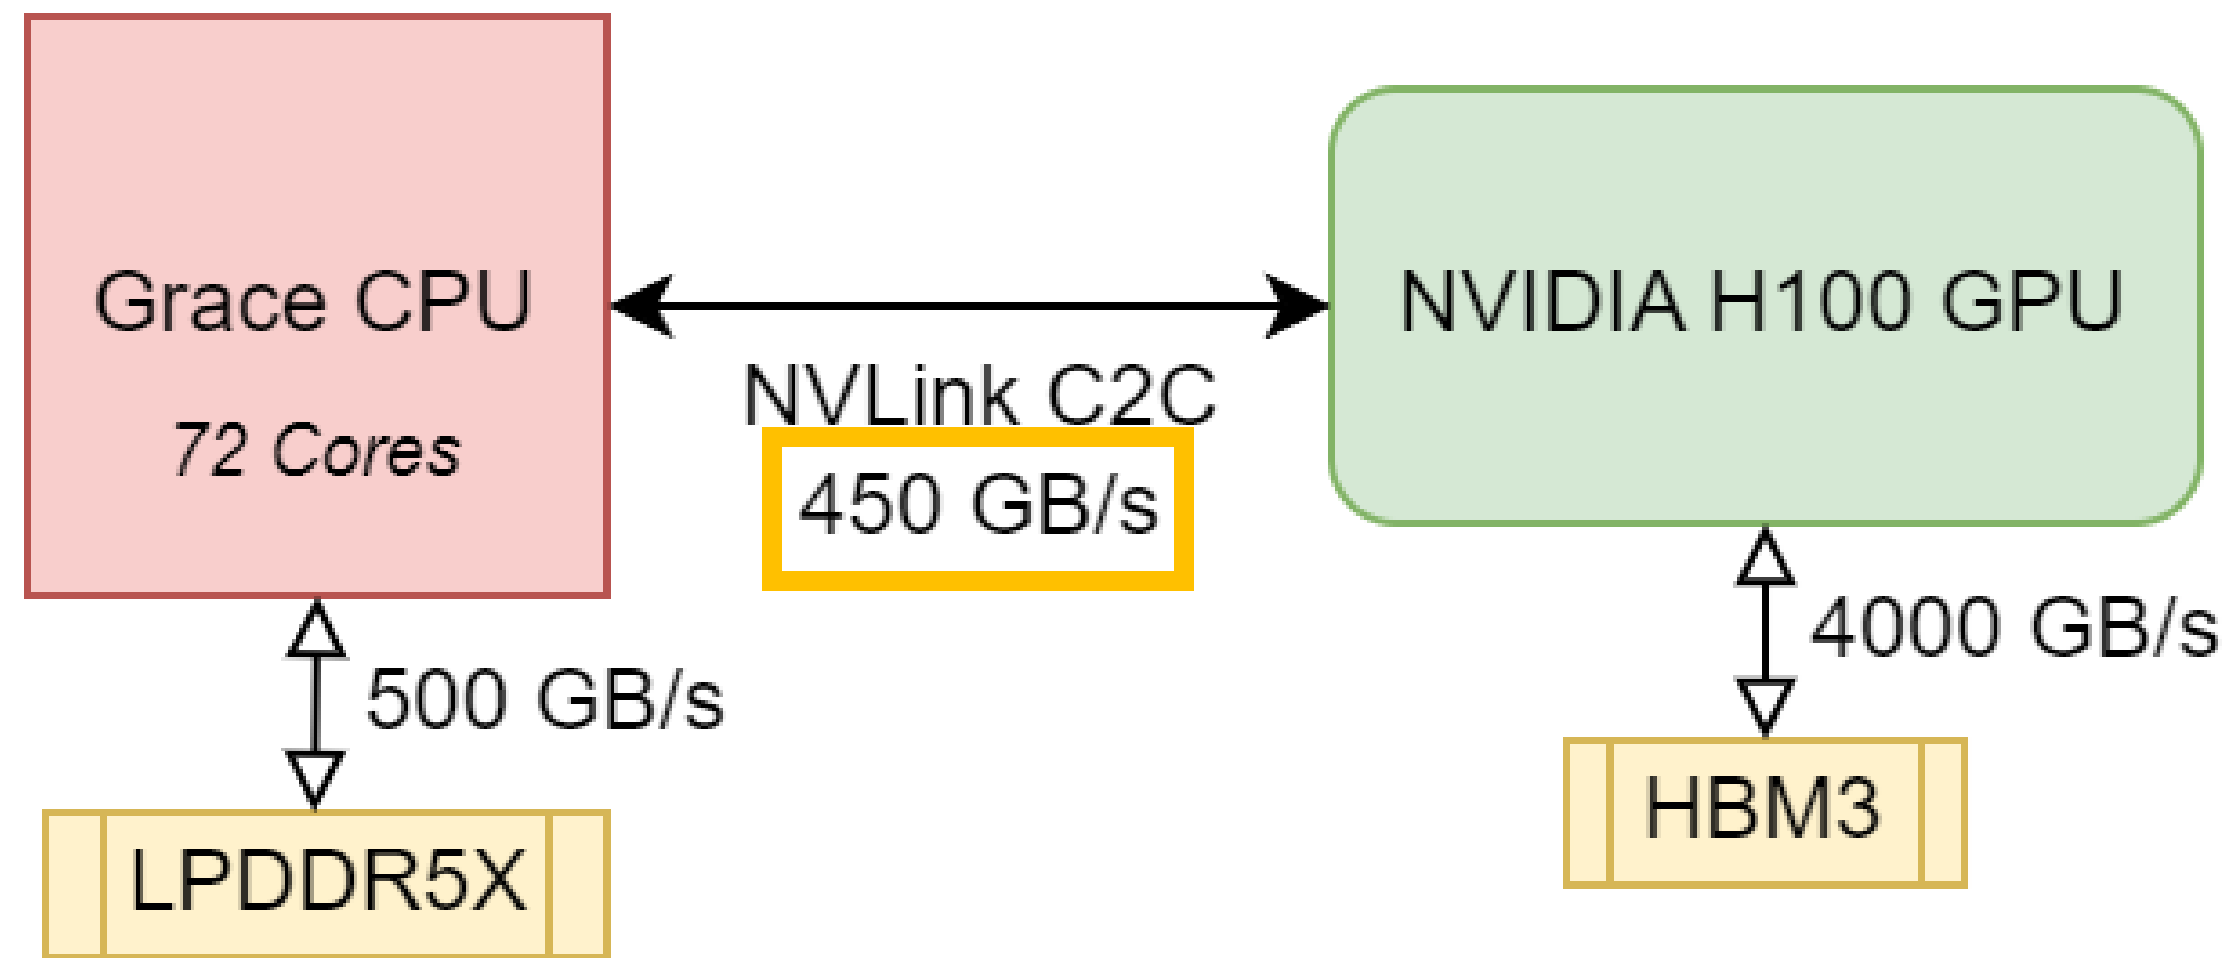 Grace CPU
72 Cores
NVLink C2C
450 GB/s
NVIDIA H100 GPU
500 GB/s
4000 GB/s
LPDDR5X
HBM3